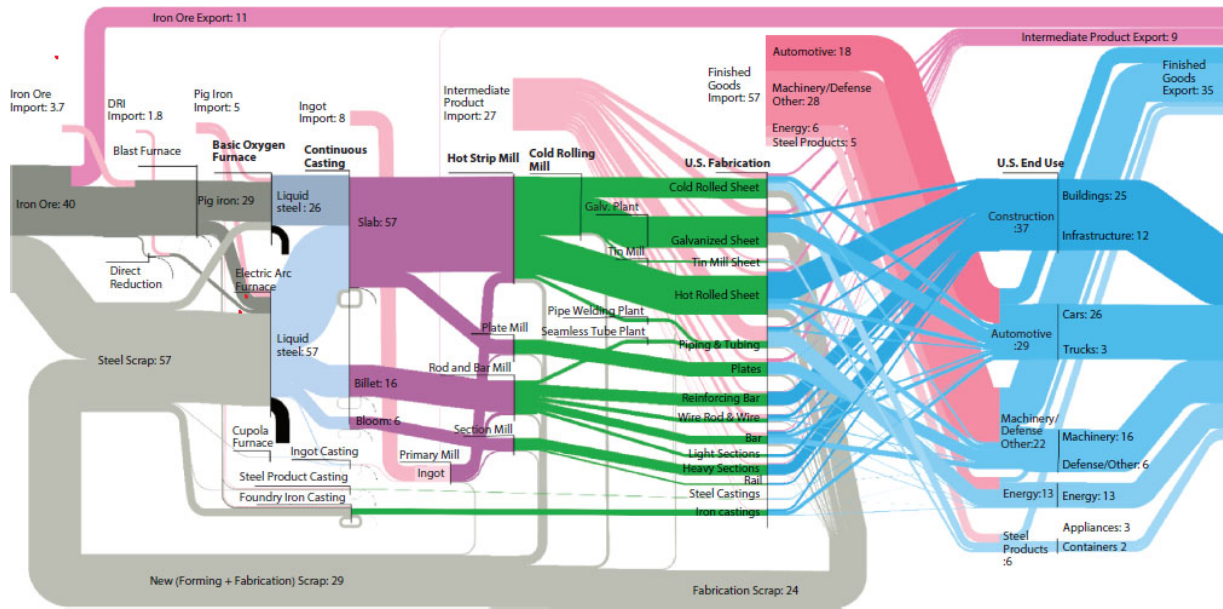 Iron Ore Export: 11
Iron Ore
Import: 3.7
DRI
Import: 1.8
Pig Iron
Import: 5
Ingot
Import: 8
Intermediate
Product
Import: 27
Finished
Goods
Import: 57
Automotive: 18
Machinery/Defense
Other: 28
Energy: 6
Steel Products: 5
Intermediate Product Export: 9
Finished
Goods
Export: 35
Blast Furnace
Basic Oxygen
Furnace
Continuous
Casting
Hot Strip Mill
Cold Rolling
Mill
U.S. Fabrication
U.S. End Use
Iron Ore: 40
Pig iron: 29
Liquid
steel : 26
Slab: 57
Galv. Plant
Tin Mill
Cold Rolled Sheet
Galvanized Sheet
Tin Mill Sheet
Hot Rolled Sheet
Construction
:37
Buildings: 25
Infrastructure: 12
Direct
Reduction
Electric Arc
Furnace
Liquid
steel: 57
Steel Scrap: 57
Pipe Welding Plant
Seamless Tube Plant
Plate Mill
Rod and Bar Mill
Billet: 16
Bloom: 6
Section Mill
Primary Mill
Ingot
Piping & Tubing
Plates
Reinforcing Bar
Wire Rod & Wire
Bar
Light Sections
Heavy Sections
Rail
Steel Castings
Iron castings
Automotive
:29
Cars: 26
Trucks: 3
Machinery/
Defense
Other:22
Machinery: 16
Defense/Other: 6
Energy:13
Energy: 13
Steel
Products
:6
Appliances: 3
Containers 2
Cupola
Furnace
Ingot Casting
Steel Product Casting
Foundry Iron Casting
New (Forming + Fabrication) Scrap: 29
Fabrication Scrap: 24